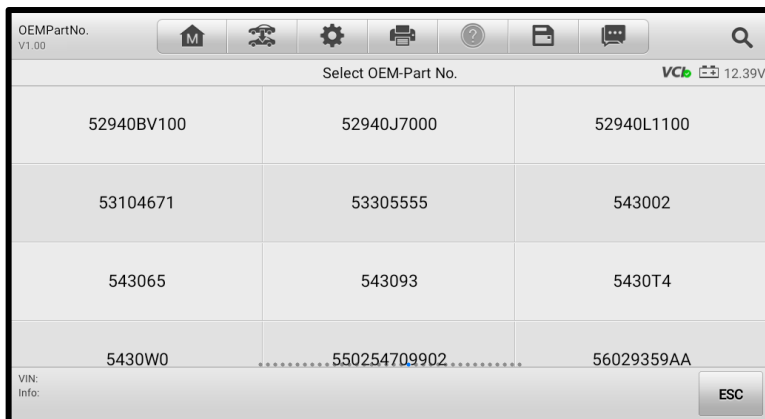 OEMPartNo.
V1.00
M
?
Select OEM-Part No.
VCI 12.39V
52940BV100 52940J7000 52940L1100
53104671 53305555 543002
543065 543093 5430T4
5430W0 550254709902 56029359AA
VIN:
Info:
ESC